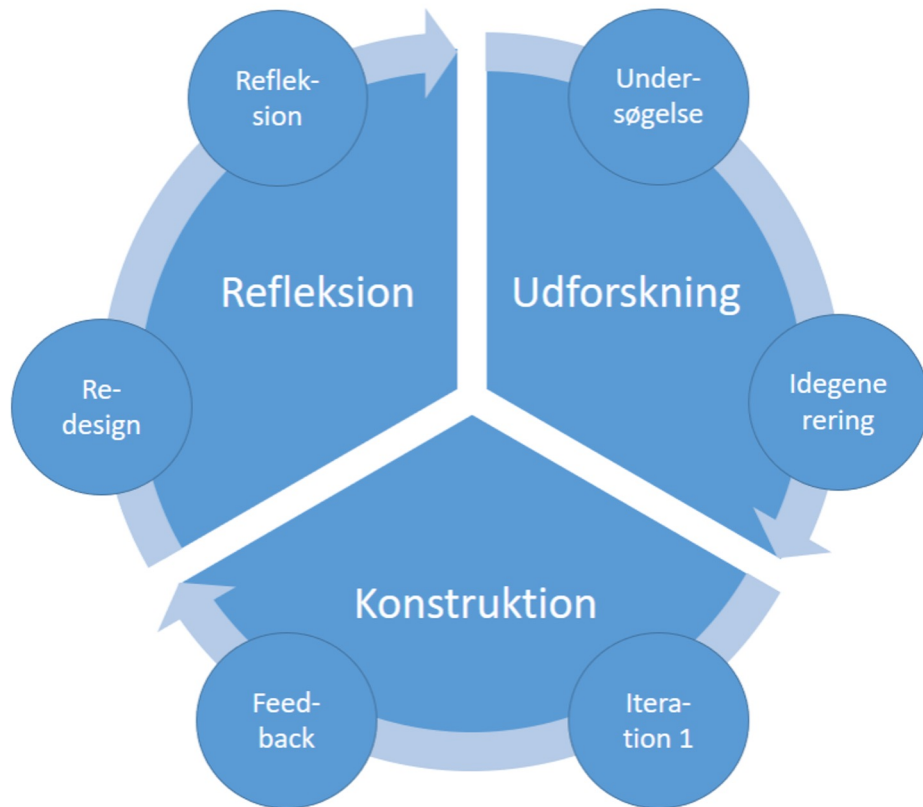 Reflek-
sion
Under-
søgelse
Refleksion
Udforskning
Re-
design
Idegene
rering
Konstruktion
Feed-
back
Itera-
tion 1